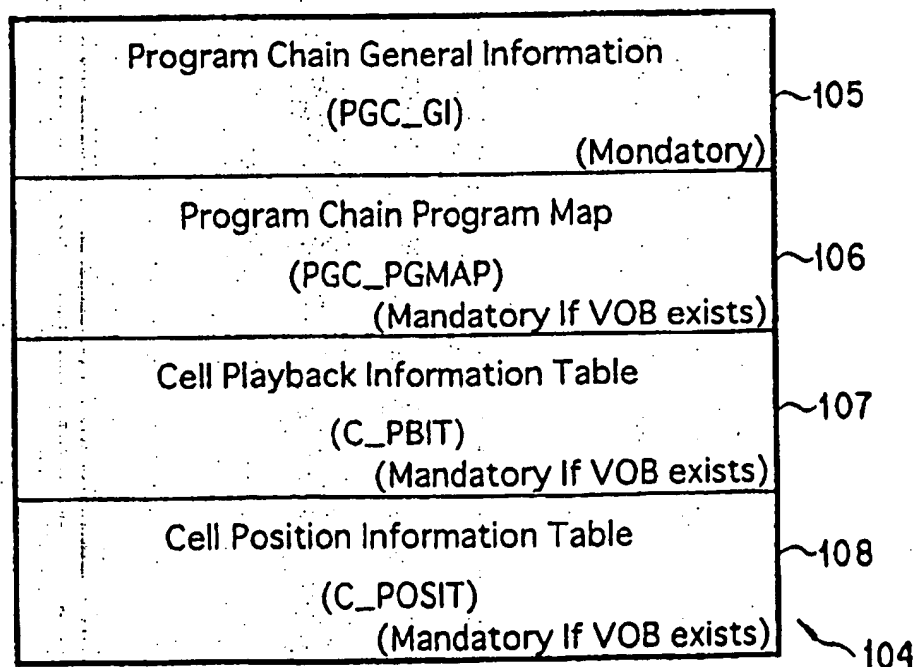 Program Chain General Information
(PGC_GI)
(Mondatory)
105
Program Chain Program Map
(PGC_PGMAP)
(Mandatory If VOB exists)
106
Cell Playback Information Table
(C_PBIT)
(Mandatory If VOB exists)
107
Cell Position Information Table
(C_POSIT)
(Mandatory If VOB exists)
108
104